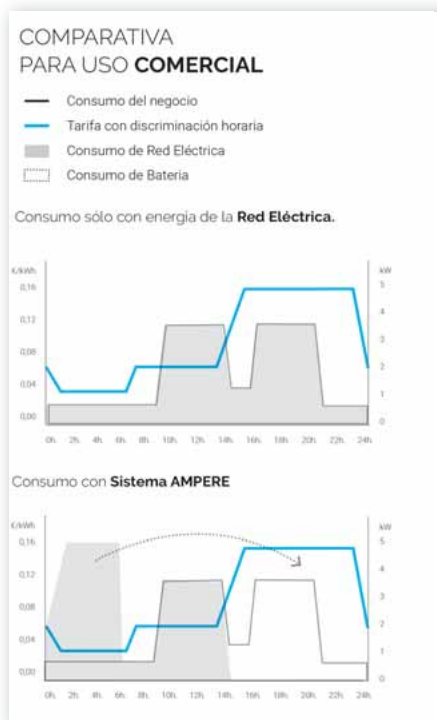 COMPARATIVA
PARA USO COMERCIAL
Consumo del negocio
Tarifa con discriminación horaria
Consumo de Red Eléctrica
Consumo de Bateria
Consumo sólo con energia de la Red Eléctrica.
€/kWh. kW
0,16 5
4
0,12
3
0,08
2
0,04
1
0,00 0
0h. 2h. 4h. 6h. 8h. 10h. 12h. 14h. 16h. 18h. 20h. 22h. 24h.
Consumo con Sistema AMPERE
€/kWh. kW
0,16 5
4
0,12
3
0,08
2
0,04
1
0,00 0
0h. 2h. 4h. 6h. 8h. 10h. 12h. 14h. 16h. 18h. 20h. 22h. 24h.